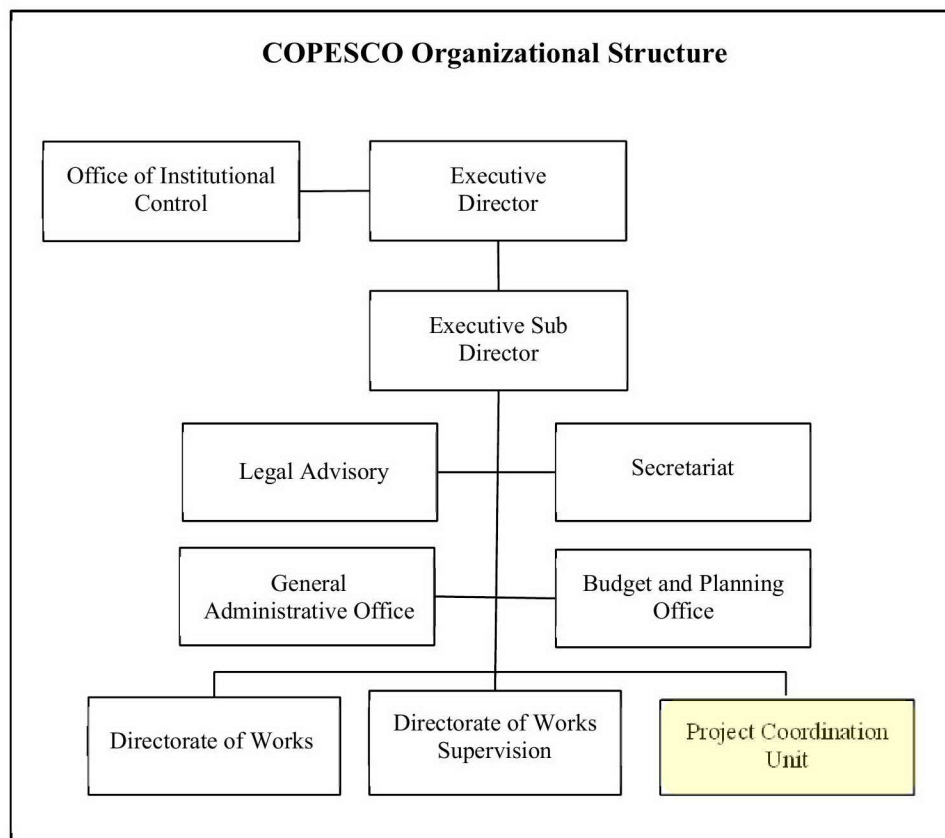 COPESCO Organizational Structure
Office of Institutional
Control
Executive
Director
Executive Sub
Director
Legal Advisory
Secretariat
General
Administrative Office
Budget and Planning
Office
Directorate of Works
Directorate of Works
Supervision
Project Coordination
Unit